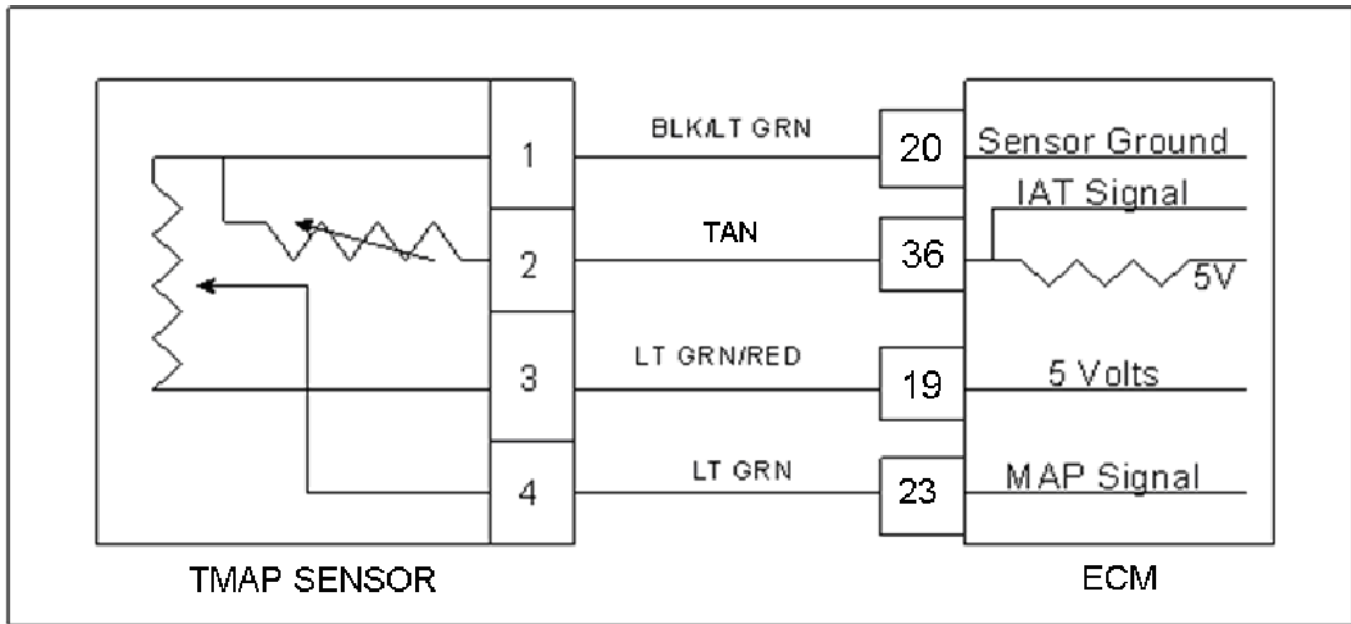 1 BLK/LT GRN 20 Sensor Ground
IAT Signal
2 TAN 36 5V
3 LT GRN/RED 19 5 Volts
4 LT GRN 23 MAP Signal
TMAP SENSOR ECM